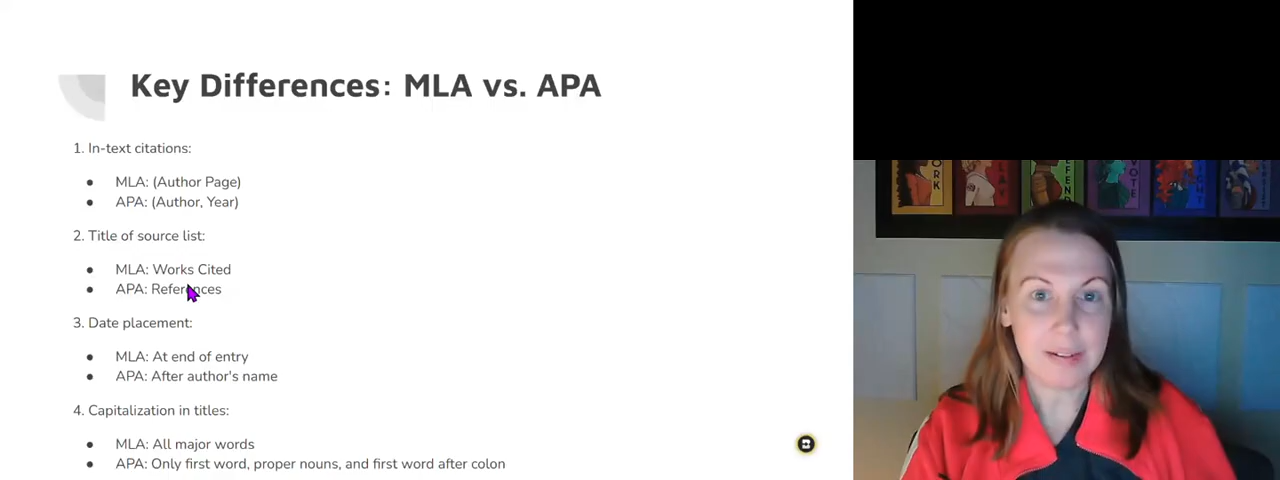 Key Differences: MLA vs. APA
1. In-text citations:
● MLA: (Author Page)
● APA: (Author, Year)
2. Title of source list:
● MLA: Works Cited
● APA: References
3. Date placement:
● MLA: At end of entry
● APA: After author's name
4. Capitalization in titles:
● MLA: All major words
● APA: Only first word, proper nouns, and first word after colon
ORK
VOTE